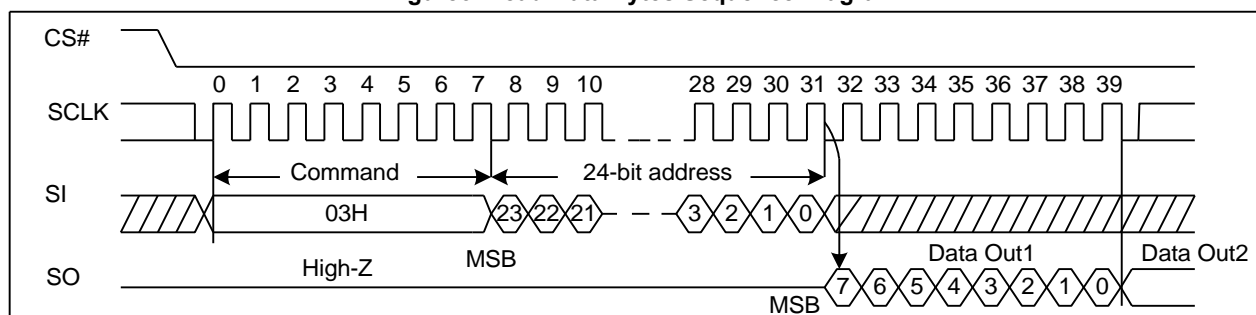 CS#
0 1 2 3 4 5 6 7 8 9 10 28 29 30 31 32 33 34 35 36 37 38 39
SCLK
Command 24-bit address
SI
03H 23 22 21 3 2 1 0
High-Z MSB Data Out1 Data Out2
SO
MSB 7 6 5 4 3 2 1 0